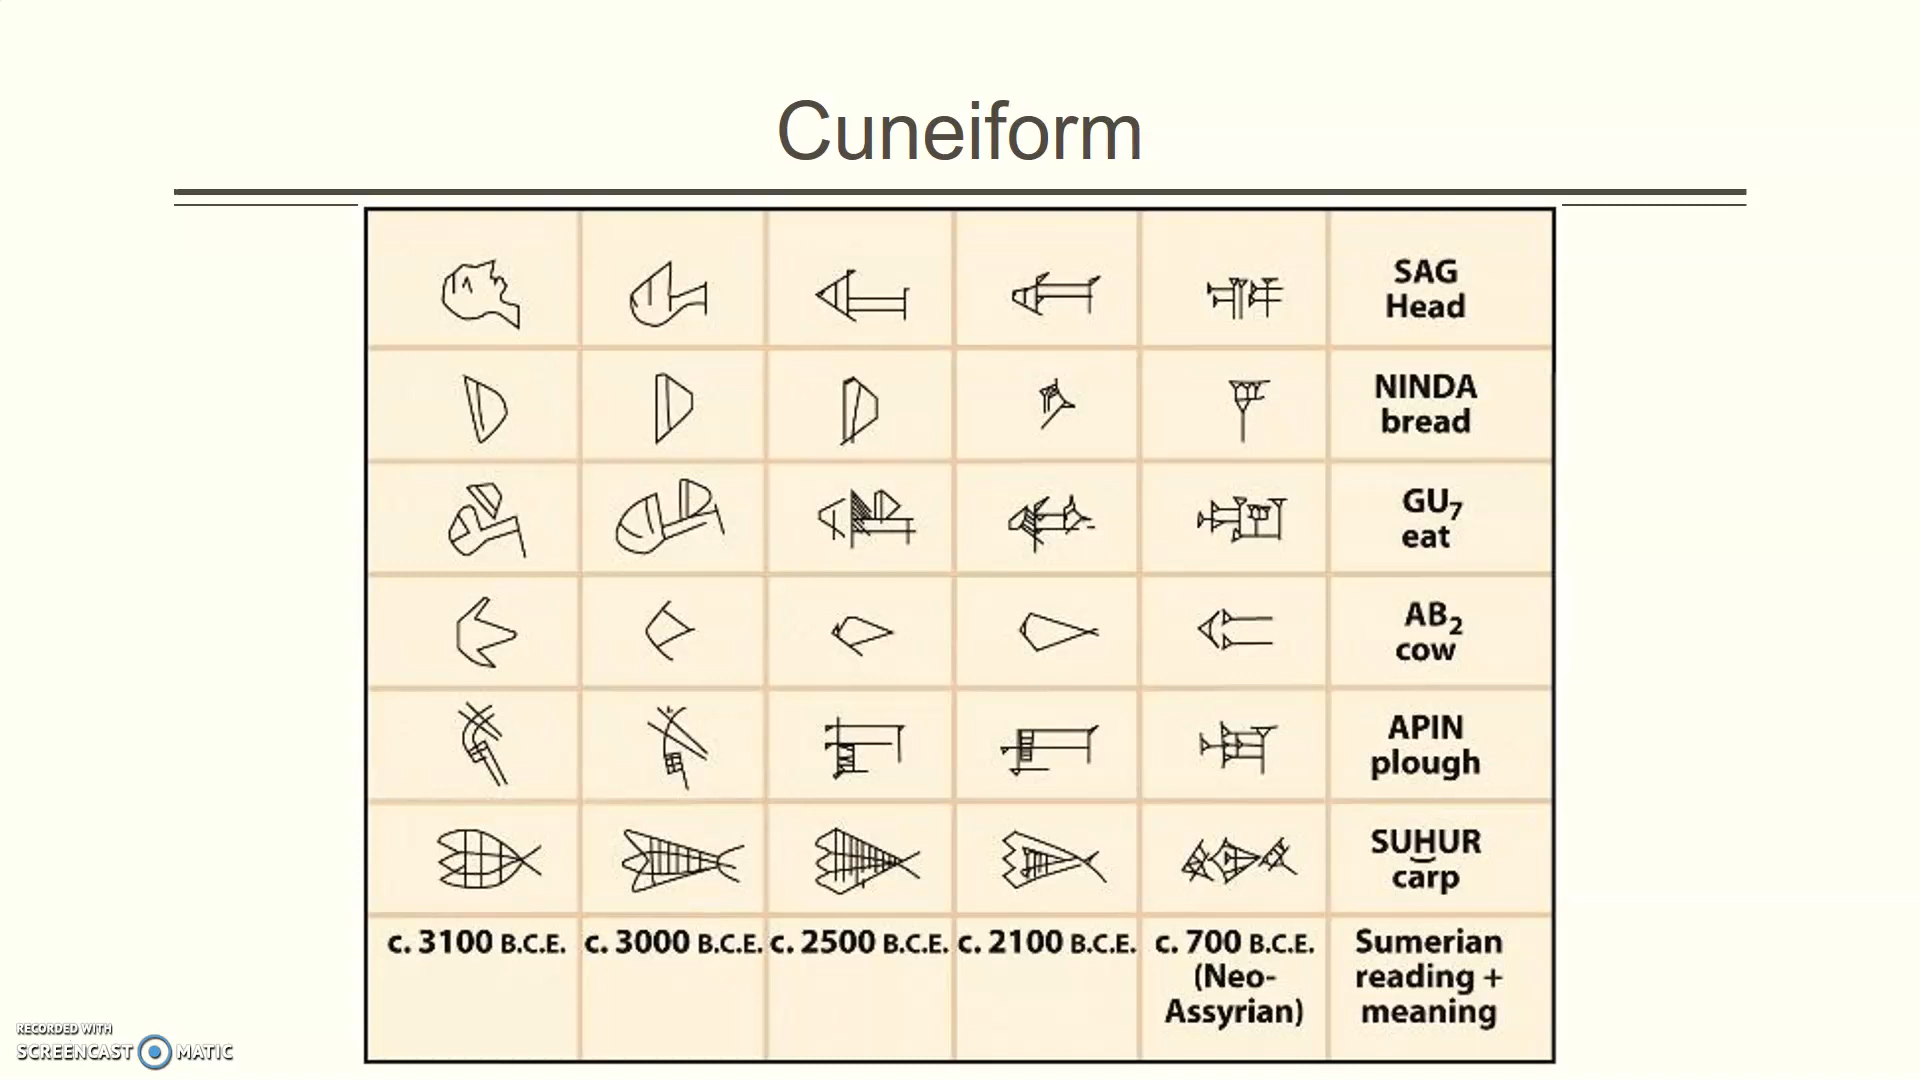 Cuneiform
SAG
Head
NINDA
bread
GU₇
eat
AB₂
cow
APIN
plough
SUḪUR
carp
c. 3100 B.C.E. c. 3000 B.C.E. c. 2500 B.C.E. c. 2100 B.C.E. c. 700 B.C.E. Sumerian
(Neo- reading +
Assyrian) meaning
RECORDED WITH
SCREENCAST MATIC